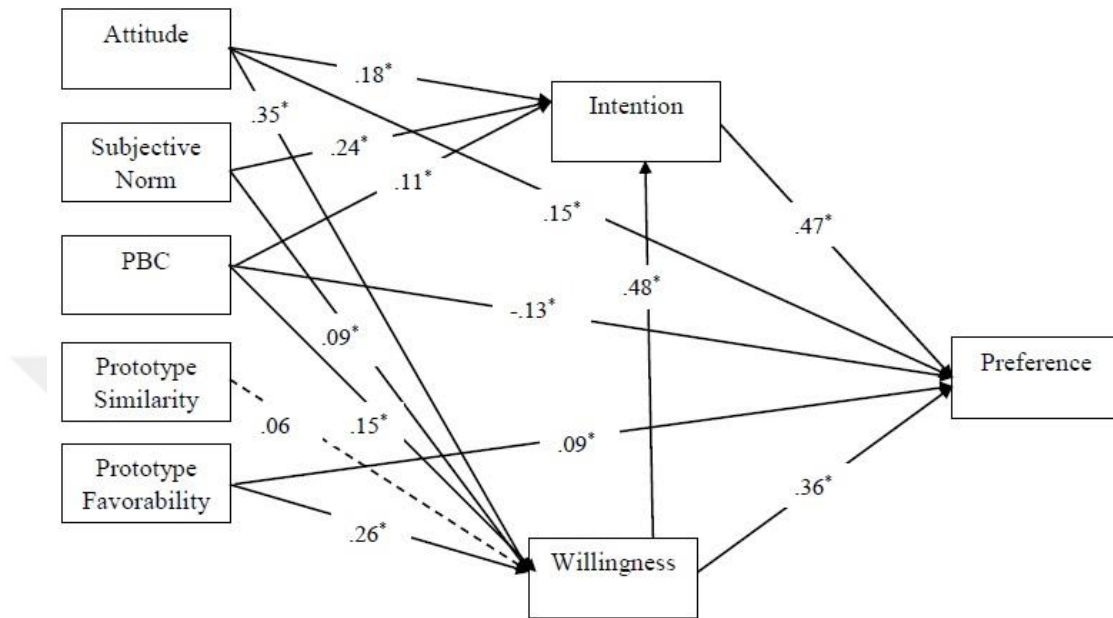 Attitude
.18*
.35*
Intention
Subjective
Norm
.24*
.11*
.15*
.47*
PBC
.48*
-.13*
.09*
Prototype
Similarity
Preference
.06
.15*
.09*
Prototype
Favorability
.26*
.36*
Willingness